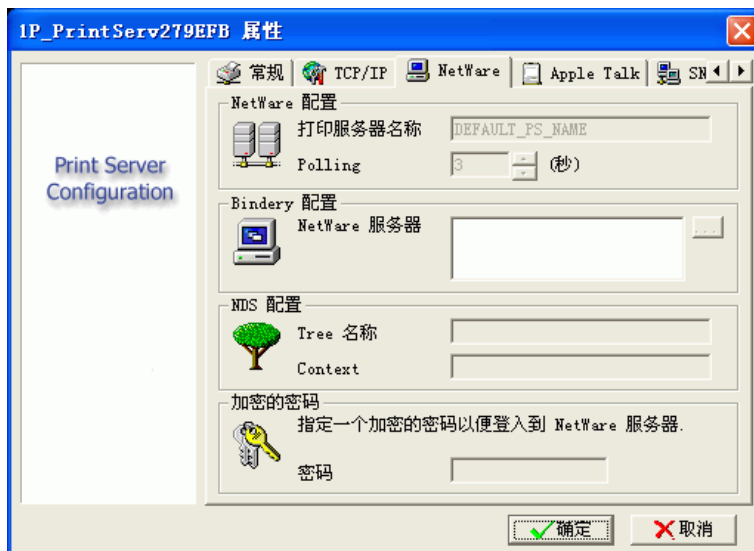 1P_PrintServ279EFB 属性
常规
TCP/IP
NetWare
Apple Talk
SN
Print Server
Configuration
NetWare 配置
打印服务器名称
DEFAULT_PS_NAME
Polling
3
(秒)
Bindery 配置
NetWare 服务器
...
NDS 配置
Tree 名称
Context
加密的密码
指定一个加密的密码以便登入到 NetWare 服务器.
密码
确定
取消